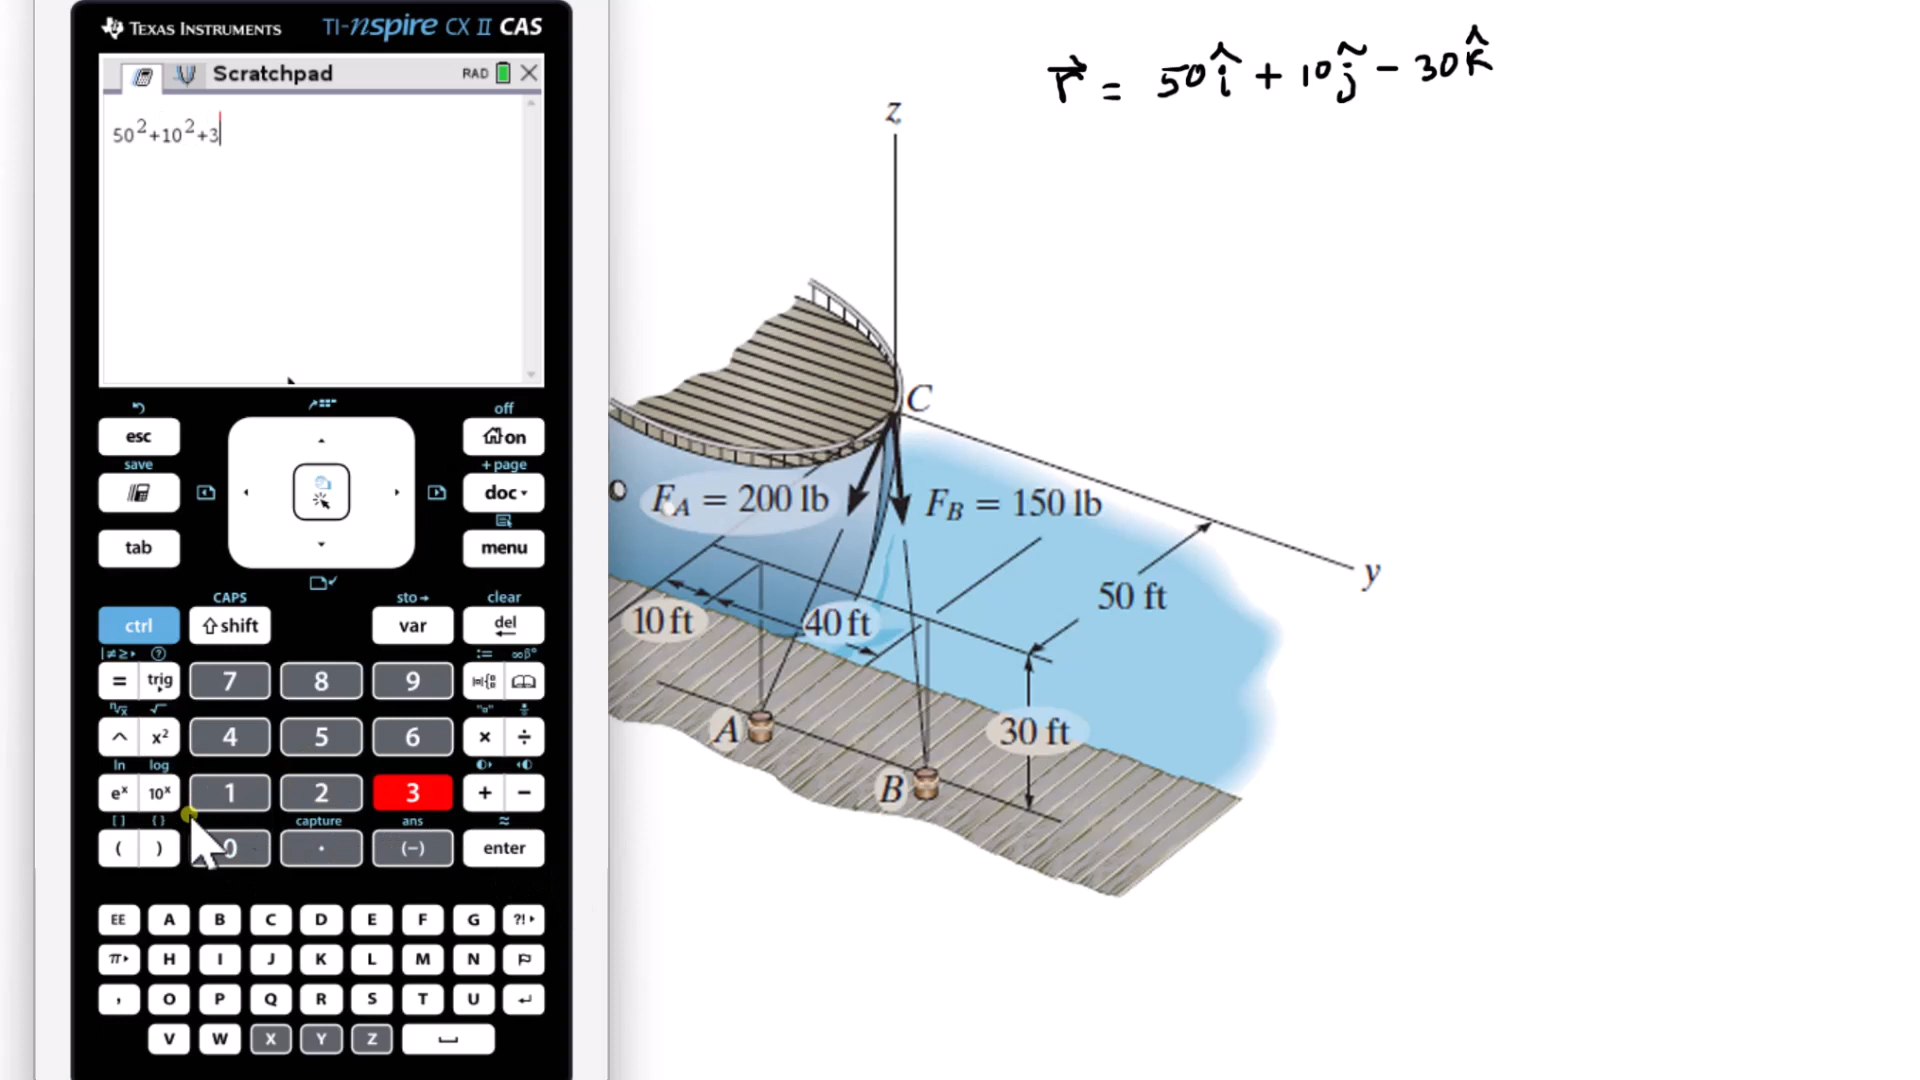 TEXAS INSTRUMENTS TI-nspire CX II CAS
Scratchpad RAD
50²+10²+3
off
esc on
save + page
doc
tab menu
CAPS sto→ clear
ctrl shift var del
= trig 7 8 9
^ x² 4 5 6 × ÷
ln log
eˣ 10ˣ 1 2 3 + −
[ ] { } capture ans ≈
( ) 0 . (−) enter
EE A B C D E F G ?!
π H I J K L M N
, O P Q R S T U
V W X Y Z
r⃗ = 50î + 10ĵ − 30k̂
z
C
F_A = 200 lb
F_B = 150 lb
y
50 ft
10 ft
40 ft
A
30 ft
B